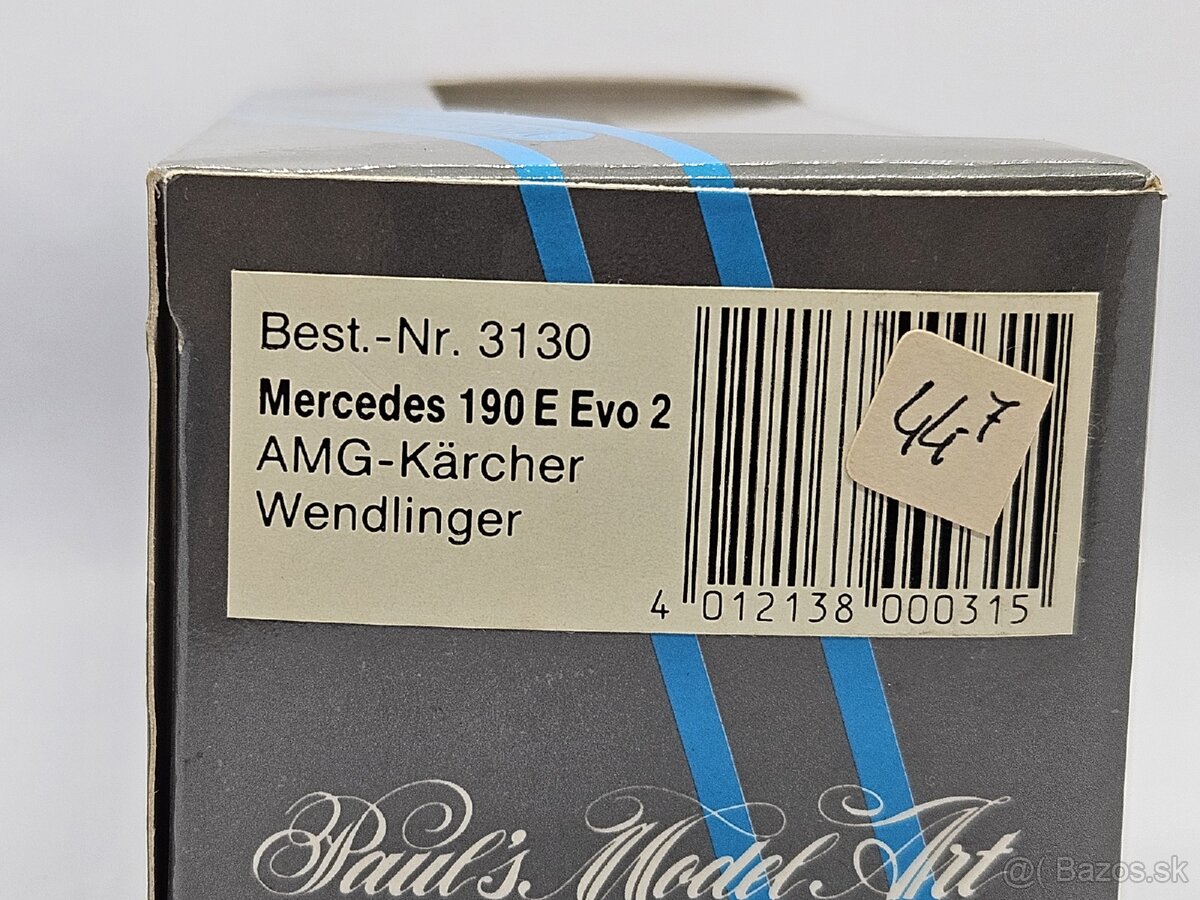 Best.-Nr. 3130
Mercedes 190 E Evo 2
AMG-Kärcher
Wendlinger
44 7
4 012138 000315
Paul's Model Art
@( Bazos.sk